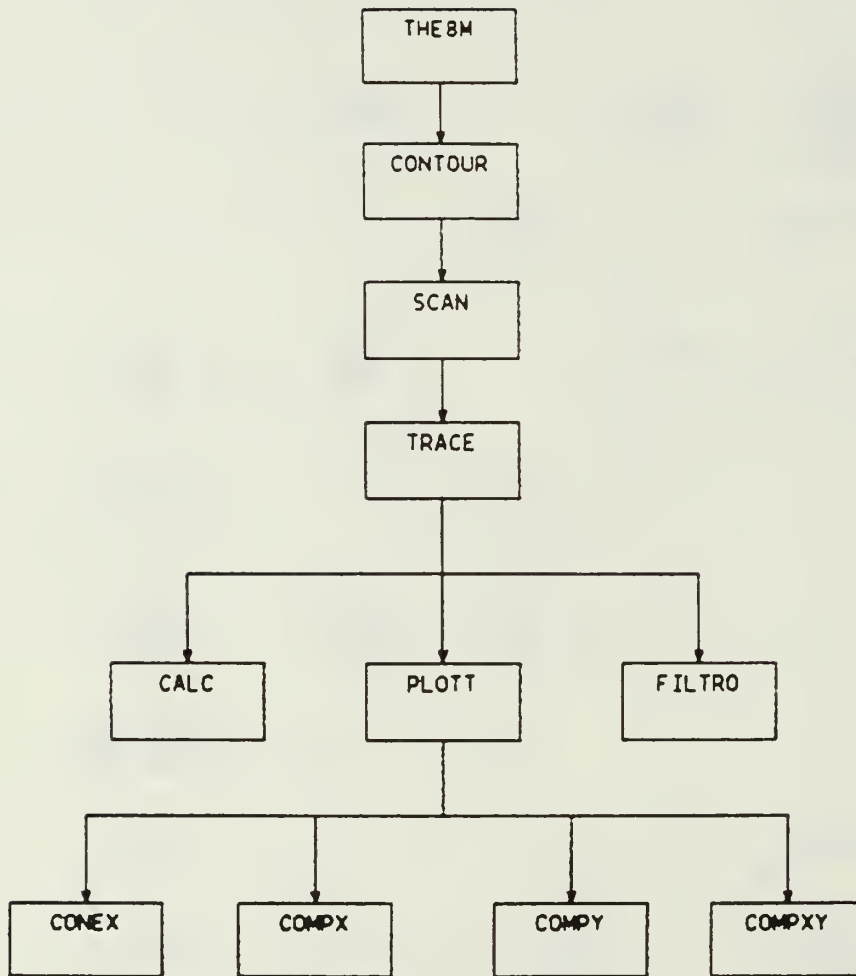 THE8M
CONTOUR
SCAN
TRACE
CALC
PLOTT
FILTRO
CONEX
COMPX
COMPY
COMPXY